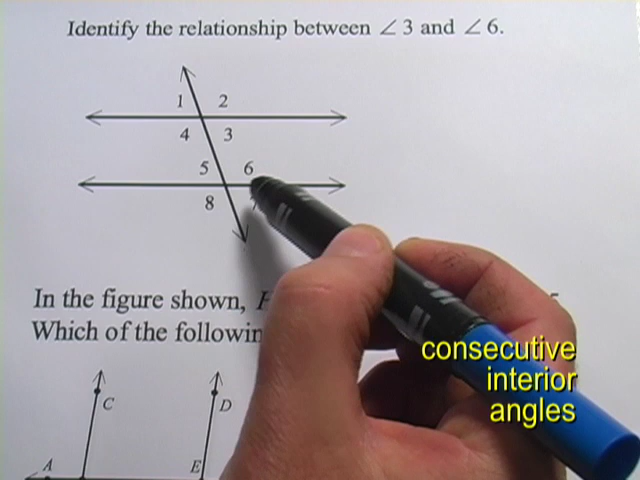 Identify the relationship between ∠3 and ∠6.
1 2
4 3
5 6
8
In the figure shown,
Which of the following
consecutive
interior
angles
C D
A E